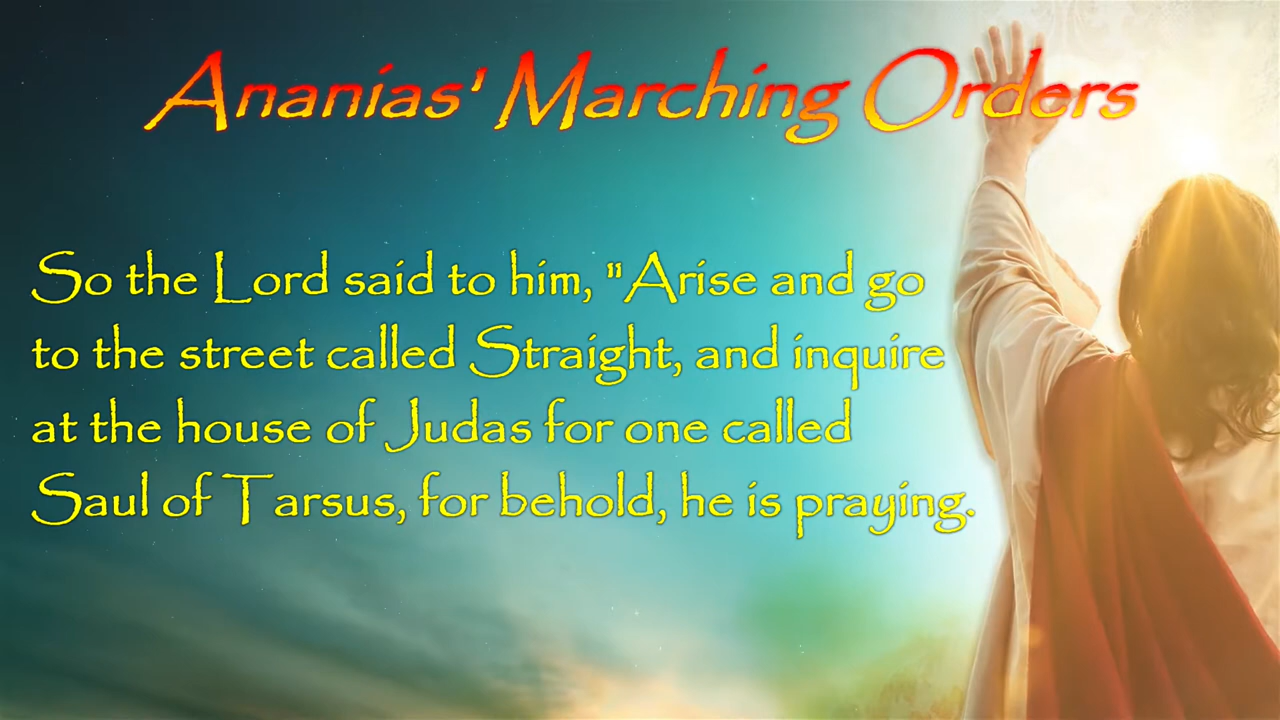 Ananias' Marching Orders
So the Lord said to him, "Arise and go
to the street called Straight, and inquire
at the house of Judas for one called
Saul of Tarsus, for behold, he is praying.